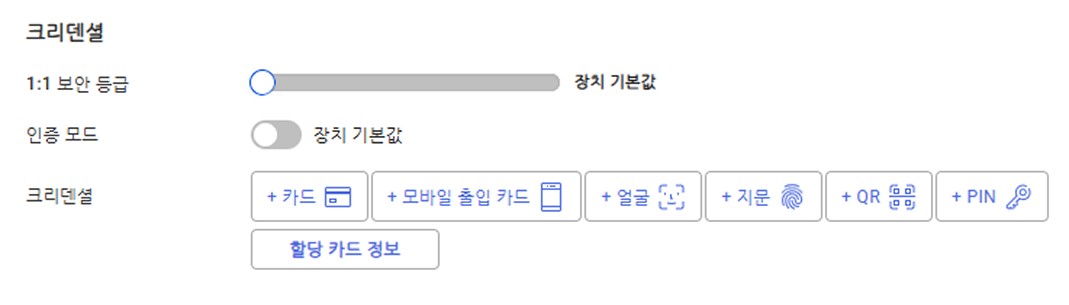 크리덴셜
1:1 보안 등급 장치 기본값
인증 모드 장치 기본값
크리덴셜 + 카드 + 모바일 출입 카드 + 얼굴 + 지문 + QR + PIN
할당 카드 정보